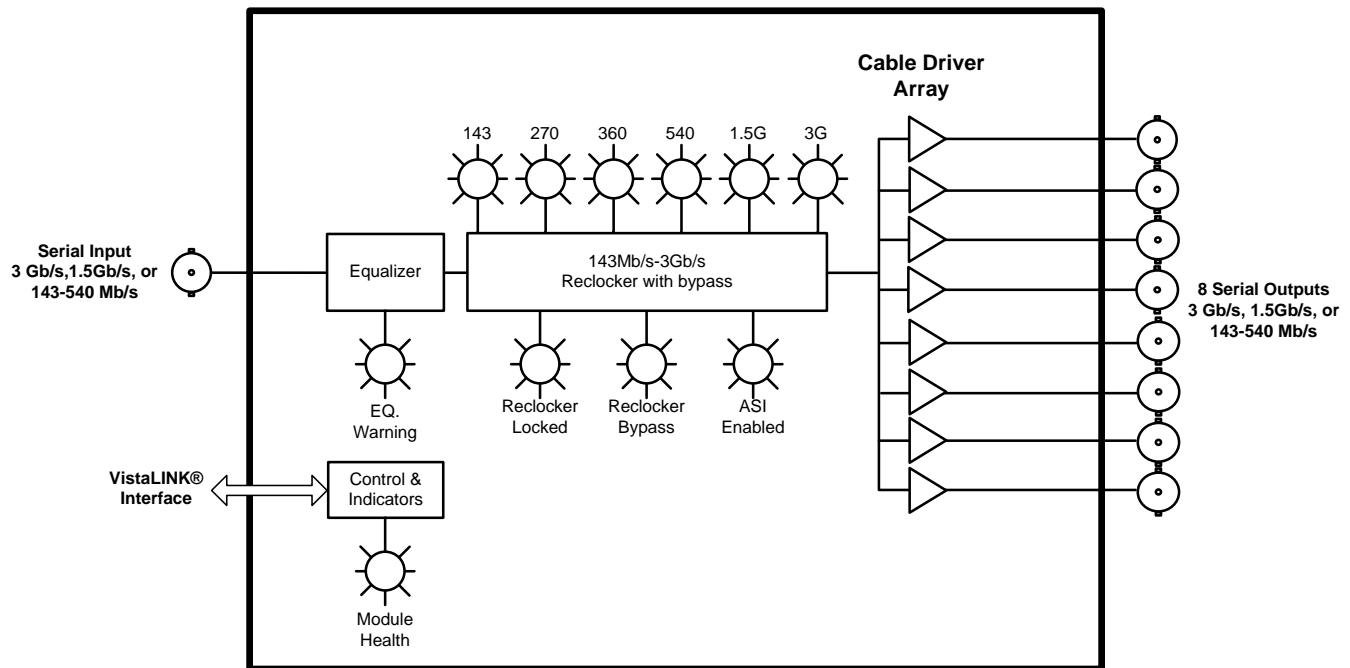 Cable Driver
Array
143
270
360
540
1.5G
3G
Serial Input
3 Gb/s,1.5Gb/s, or
143-540 Mb/s
Equalizer
143Mb/s-3Gb/s
Reclocker with bypass
8 Serial Outputs
3 Gb/s, 1.5Gb/s, or
143-540 Mb/s
EQ.
Warning
Reclocker
Locked
Reclocker
Bypass
ASI
Enabled
VistaLINK®
Interface
Control &
Indicators
Module
Health